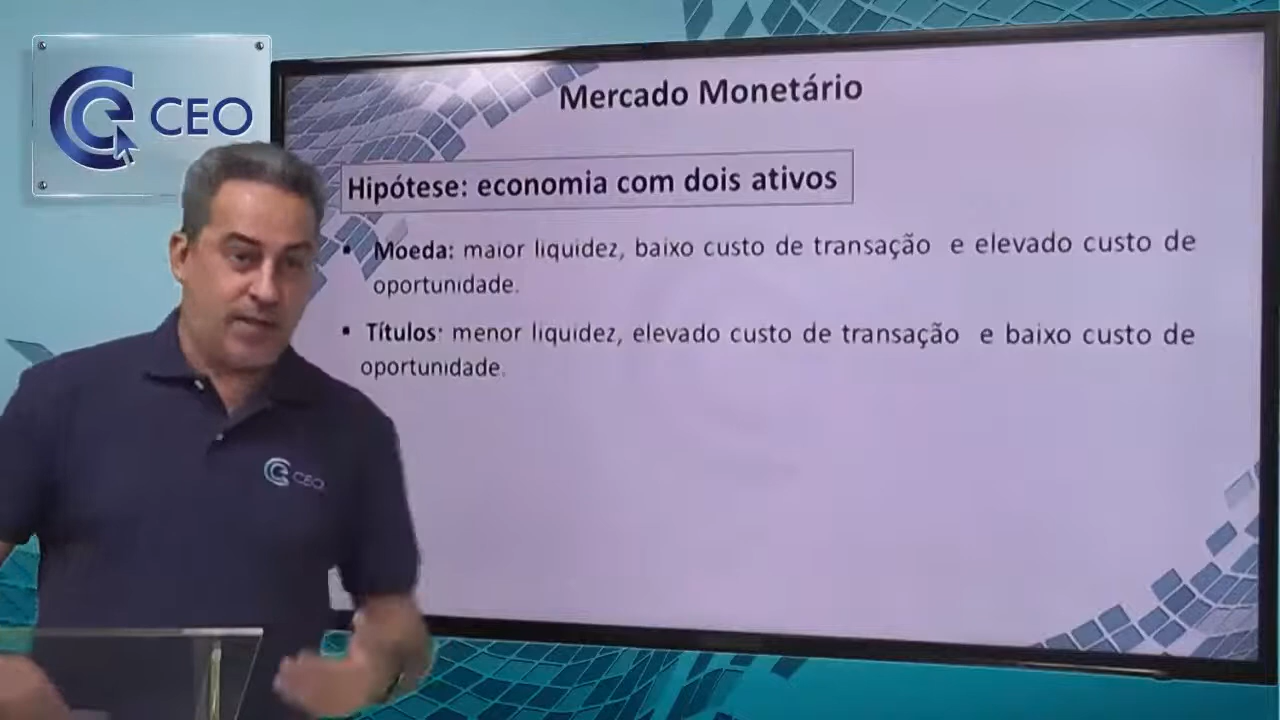 CEO
Mercado Monetário
Hipótese: economia com dois ativos
Moeda: maior liquidez, baixo custo de transação e elevado custo de
oportunidade.
Títulos: menor liquidez, elevado custo de transação e baixo custo de
oportunidade.
CEO